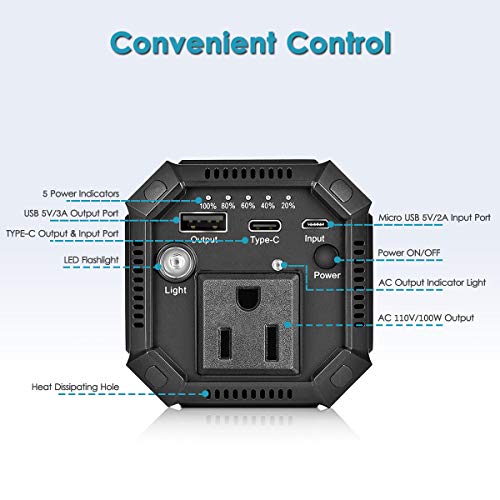 Convenient Control
5 Power Indicators
USB 5V/3A Output Port
TYPE-C Output & Input Port
LED Flashlight
Heat Dissipating Hole
100% 80% 60% 40% 20%
Output Type-C Input
Light
Power
Micro USB 5V/2A Input Port
Power ON/OFF
AC Output Indicator Light
AC 110V/100W Output